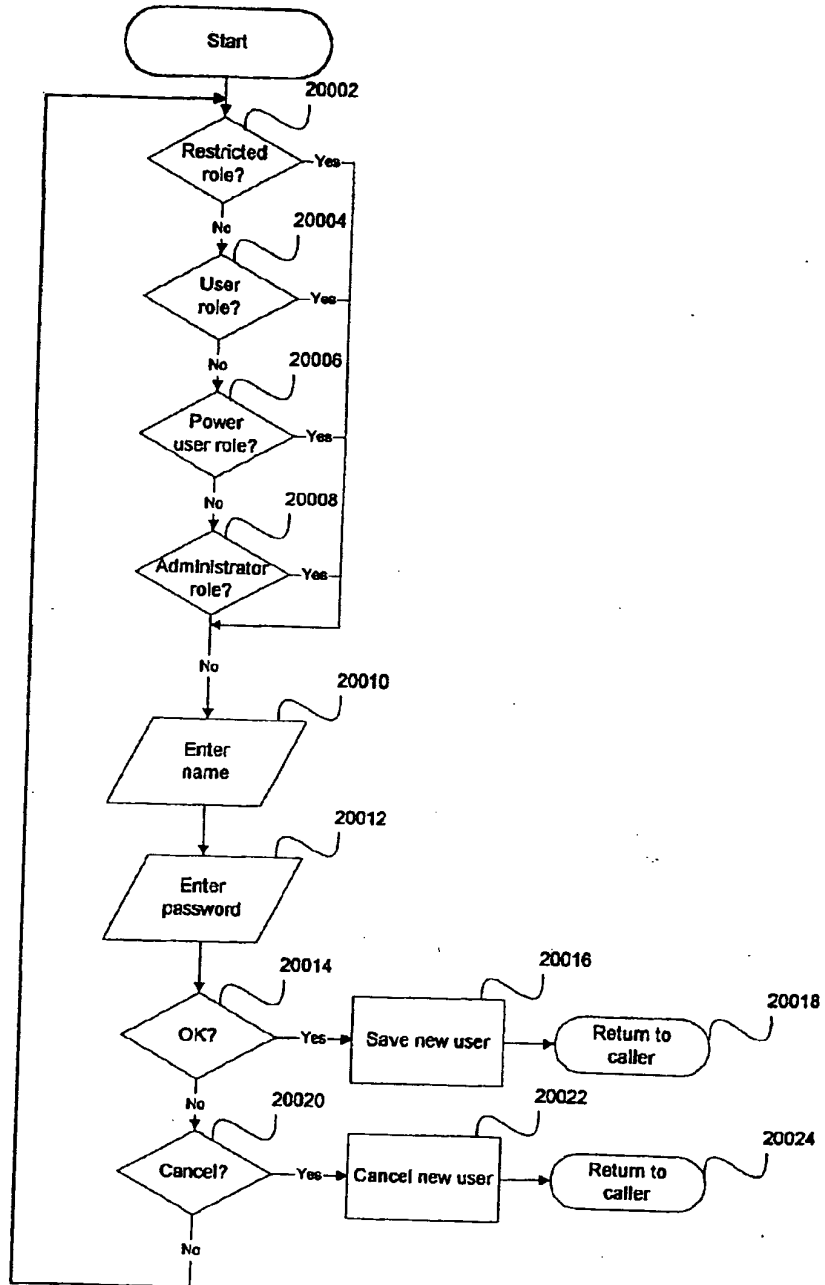 Start
20002
Restricted
role?
Yes
No
20004
User
role?
Yes
No
20006
Power
user role?
Yes
No
20008
Administrator
role?
Yes
No
20010
Enter
name
20012
Enter
password
20014
OK?
Yes
20016
Save new user
20018
Return to
caller
No
20020
Cancel?
Yes
20022
Cancel new user
20024
Return to
caller
No